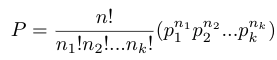 P = \frac{n!}{n_1! n_2! ... n_k!} (p_1^{n_1} p_2^{n_2} ... p_k^{n_k})